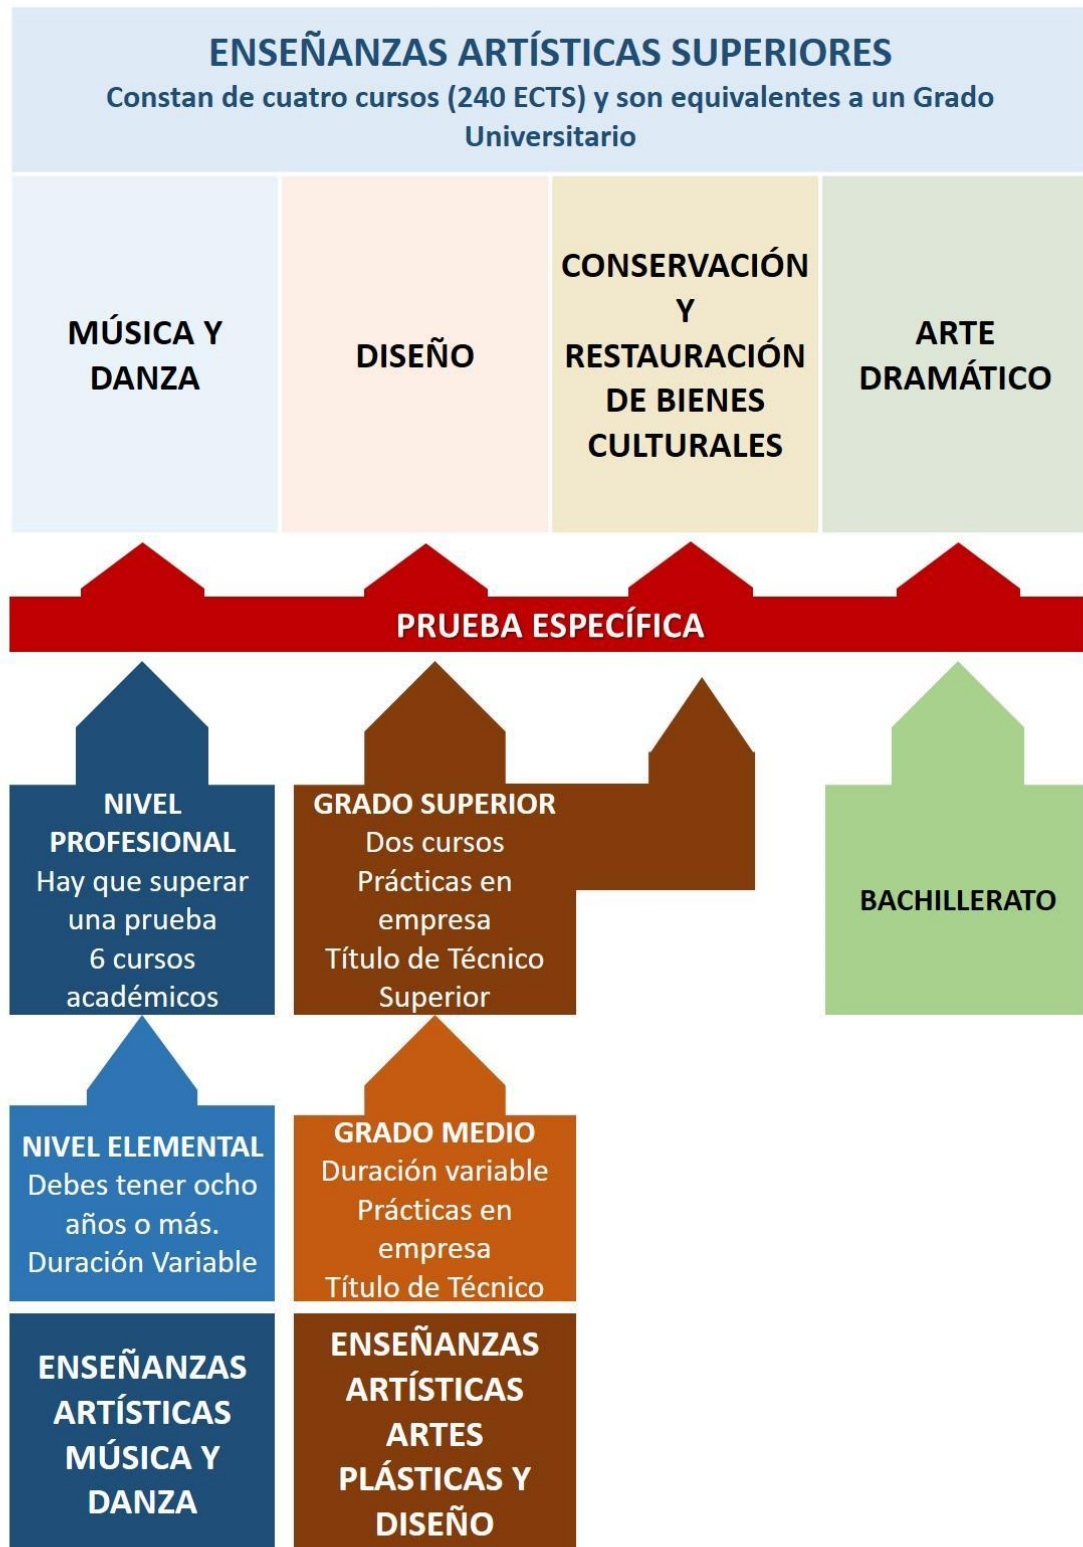 ENSEÑANZAS ARTÍSTICAS SUPERIORES
Constan de cuatro cursos (240 ECTS) y son equivalentes a un Grado
Universitario
MÚSICA Y
DANZA
DISEÑO
CONSERVACIÓN
Y
RESTAURACIÓN
DE BIENES
CULTURALES
ARTE
DRAMÁTICO
PRUEBA ESPECÍFICA
NIVEL
PROFESIONAL
Hay que superar
una prueba
6 cursos
académicos
GRADO SUPERIOR
Dos cursos
Prácticas en
empresa
Título de Técnico
Superior
BACHILLERATO
NIVEL ELEMENTAL
Debes tener ocho
años o más.
Duración Variable
GRADO MEDIO
Duración variable
Prácticas en
empresa
Título de Técnico
ENSEÑANZAS
ARTÍSTICAS
MÚSICA Y
DANZA
ENSEÑANZAS
ARTÍSTICAS
ARTES
PLÁSTICAS Y
DISEÑO